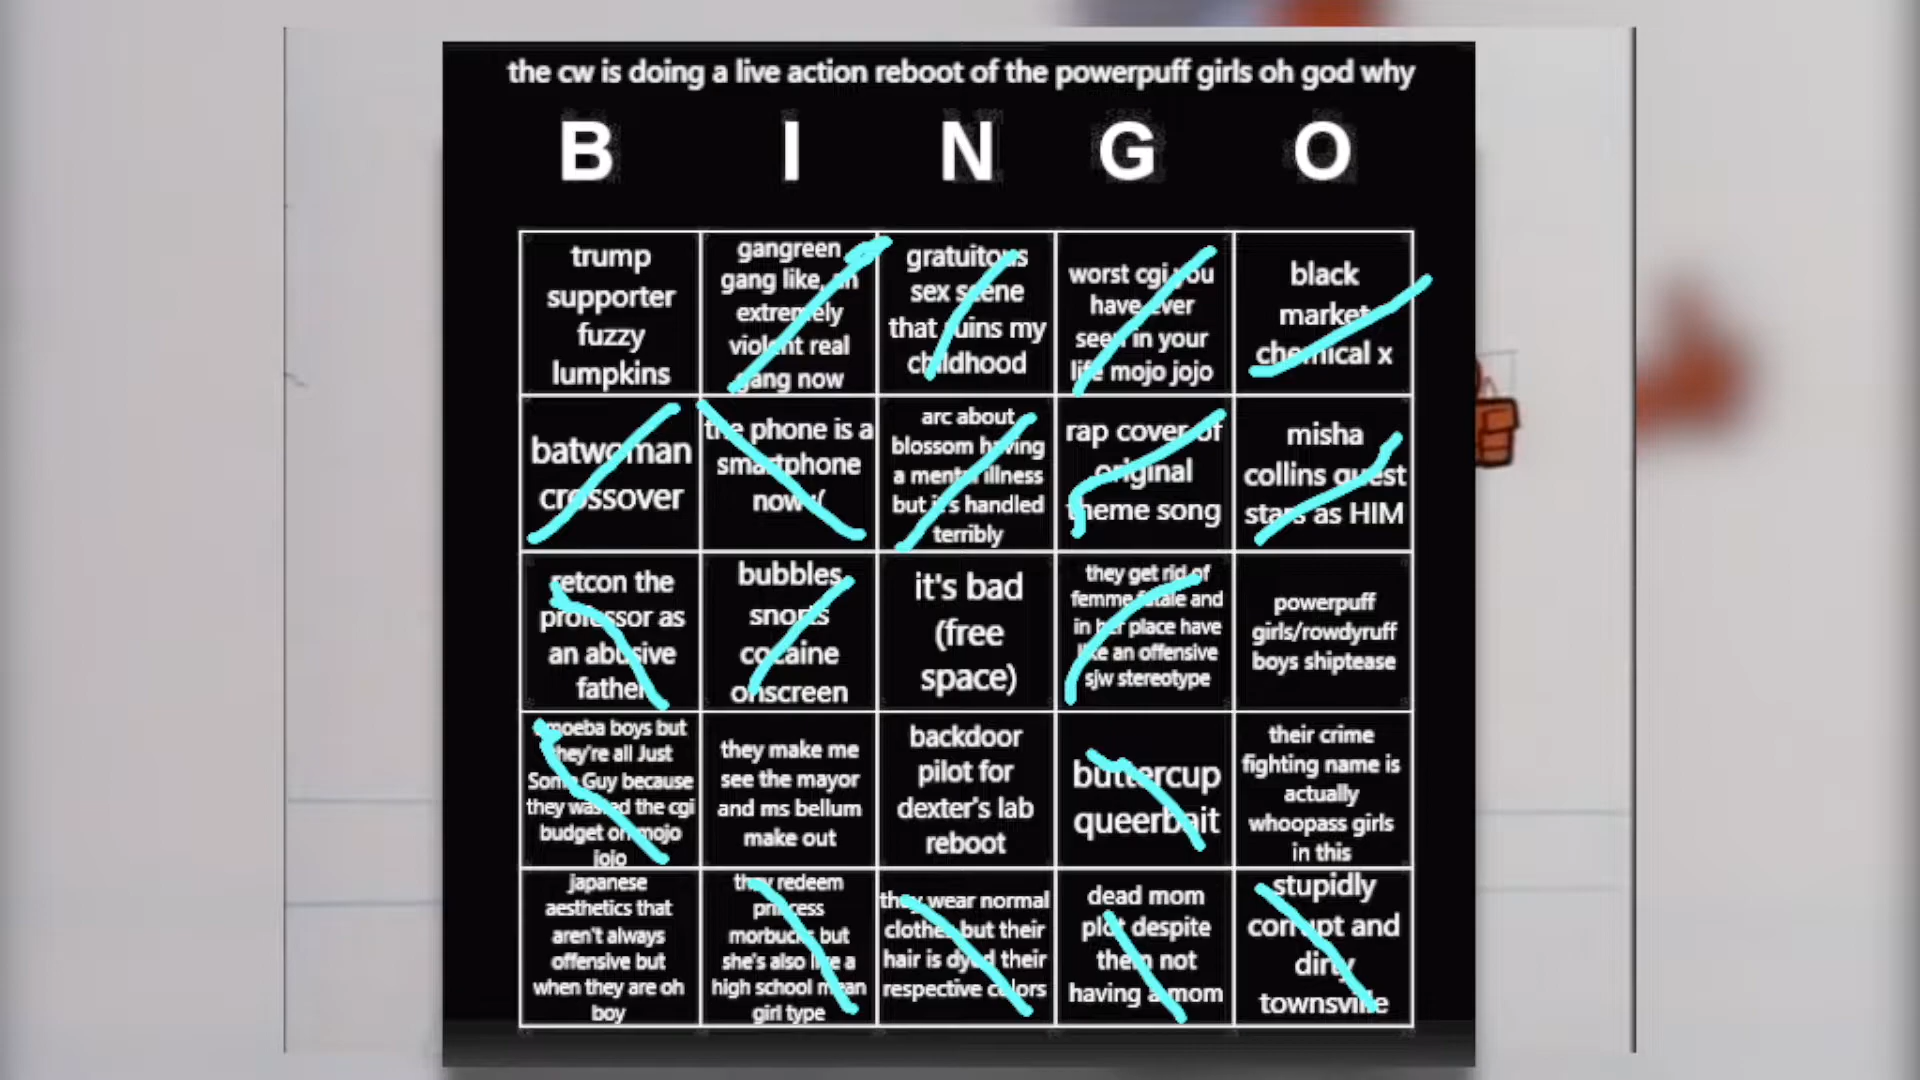 the cw is doing a live action reboot of the powerpuff girls oh god why
B I N G O
trump
supporter
fuzzy
lumpkins
gangreen
gang like, an
extremely
violent real
gang now
gratuitous
sex scene
that ruins my
childhood
worst cgi you
have ever
seen in your
life mojo jojo
black
market
chemical x
batwoman
crossover
the phone is a
smartphone
now :(
arc about
blossom having
a mental illness
but it's handled
terribly
rap cover of
original
theme song
misha
collins guest
stars as HIM
retcon the
professor as
an abusive
father
bubbles
snorts
cocaine
onscreen
it's bad
(free
space)
they get rid of
femme fatale and
in her place have
like an offensive
sjw stereotype
powerpuff
girls/rowdyruff
boys shiptease
amoeba boys but
they're all Just
Some Guy because
they wasted the cgi
budget on mojo
jojo
they make me
see the mayor
and ms bellum
make out
backdoor
pilot for
dexter's lab
reboot
buttercup
queerbait
their crime
fighting name is
actually
whoopass girls
in this
japanese
aesthetics that
aren't always
offensive but
when they are oh
boy
they redeem
princess
morbucks but
she's also like a
high school mean
girl type
they wear normal
clothes but their
hair is dyed their
respective colors
dead mom
plot despite
them not
having a mom
stupidly
corrupt and
dirty
townsville